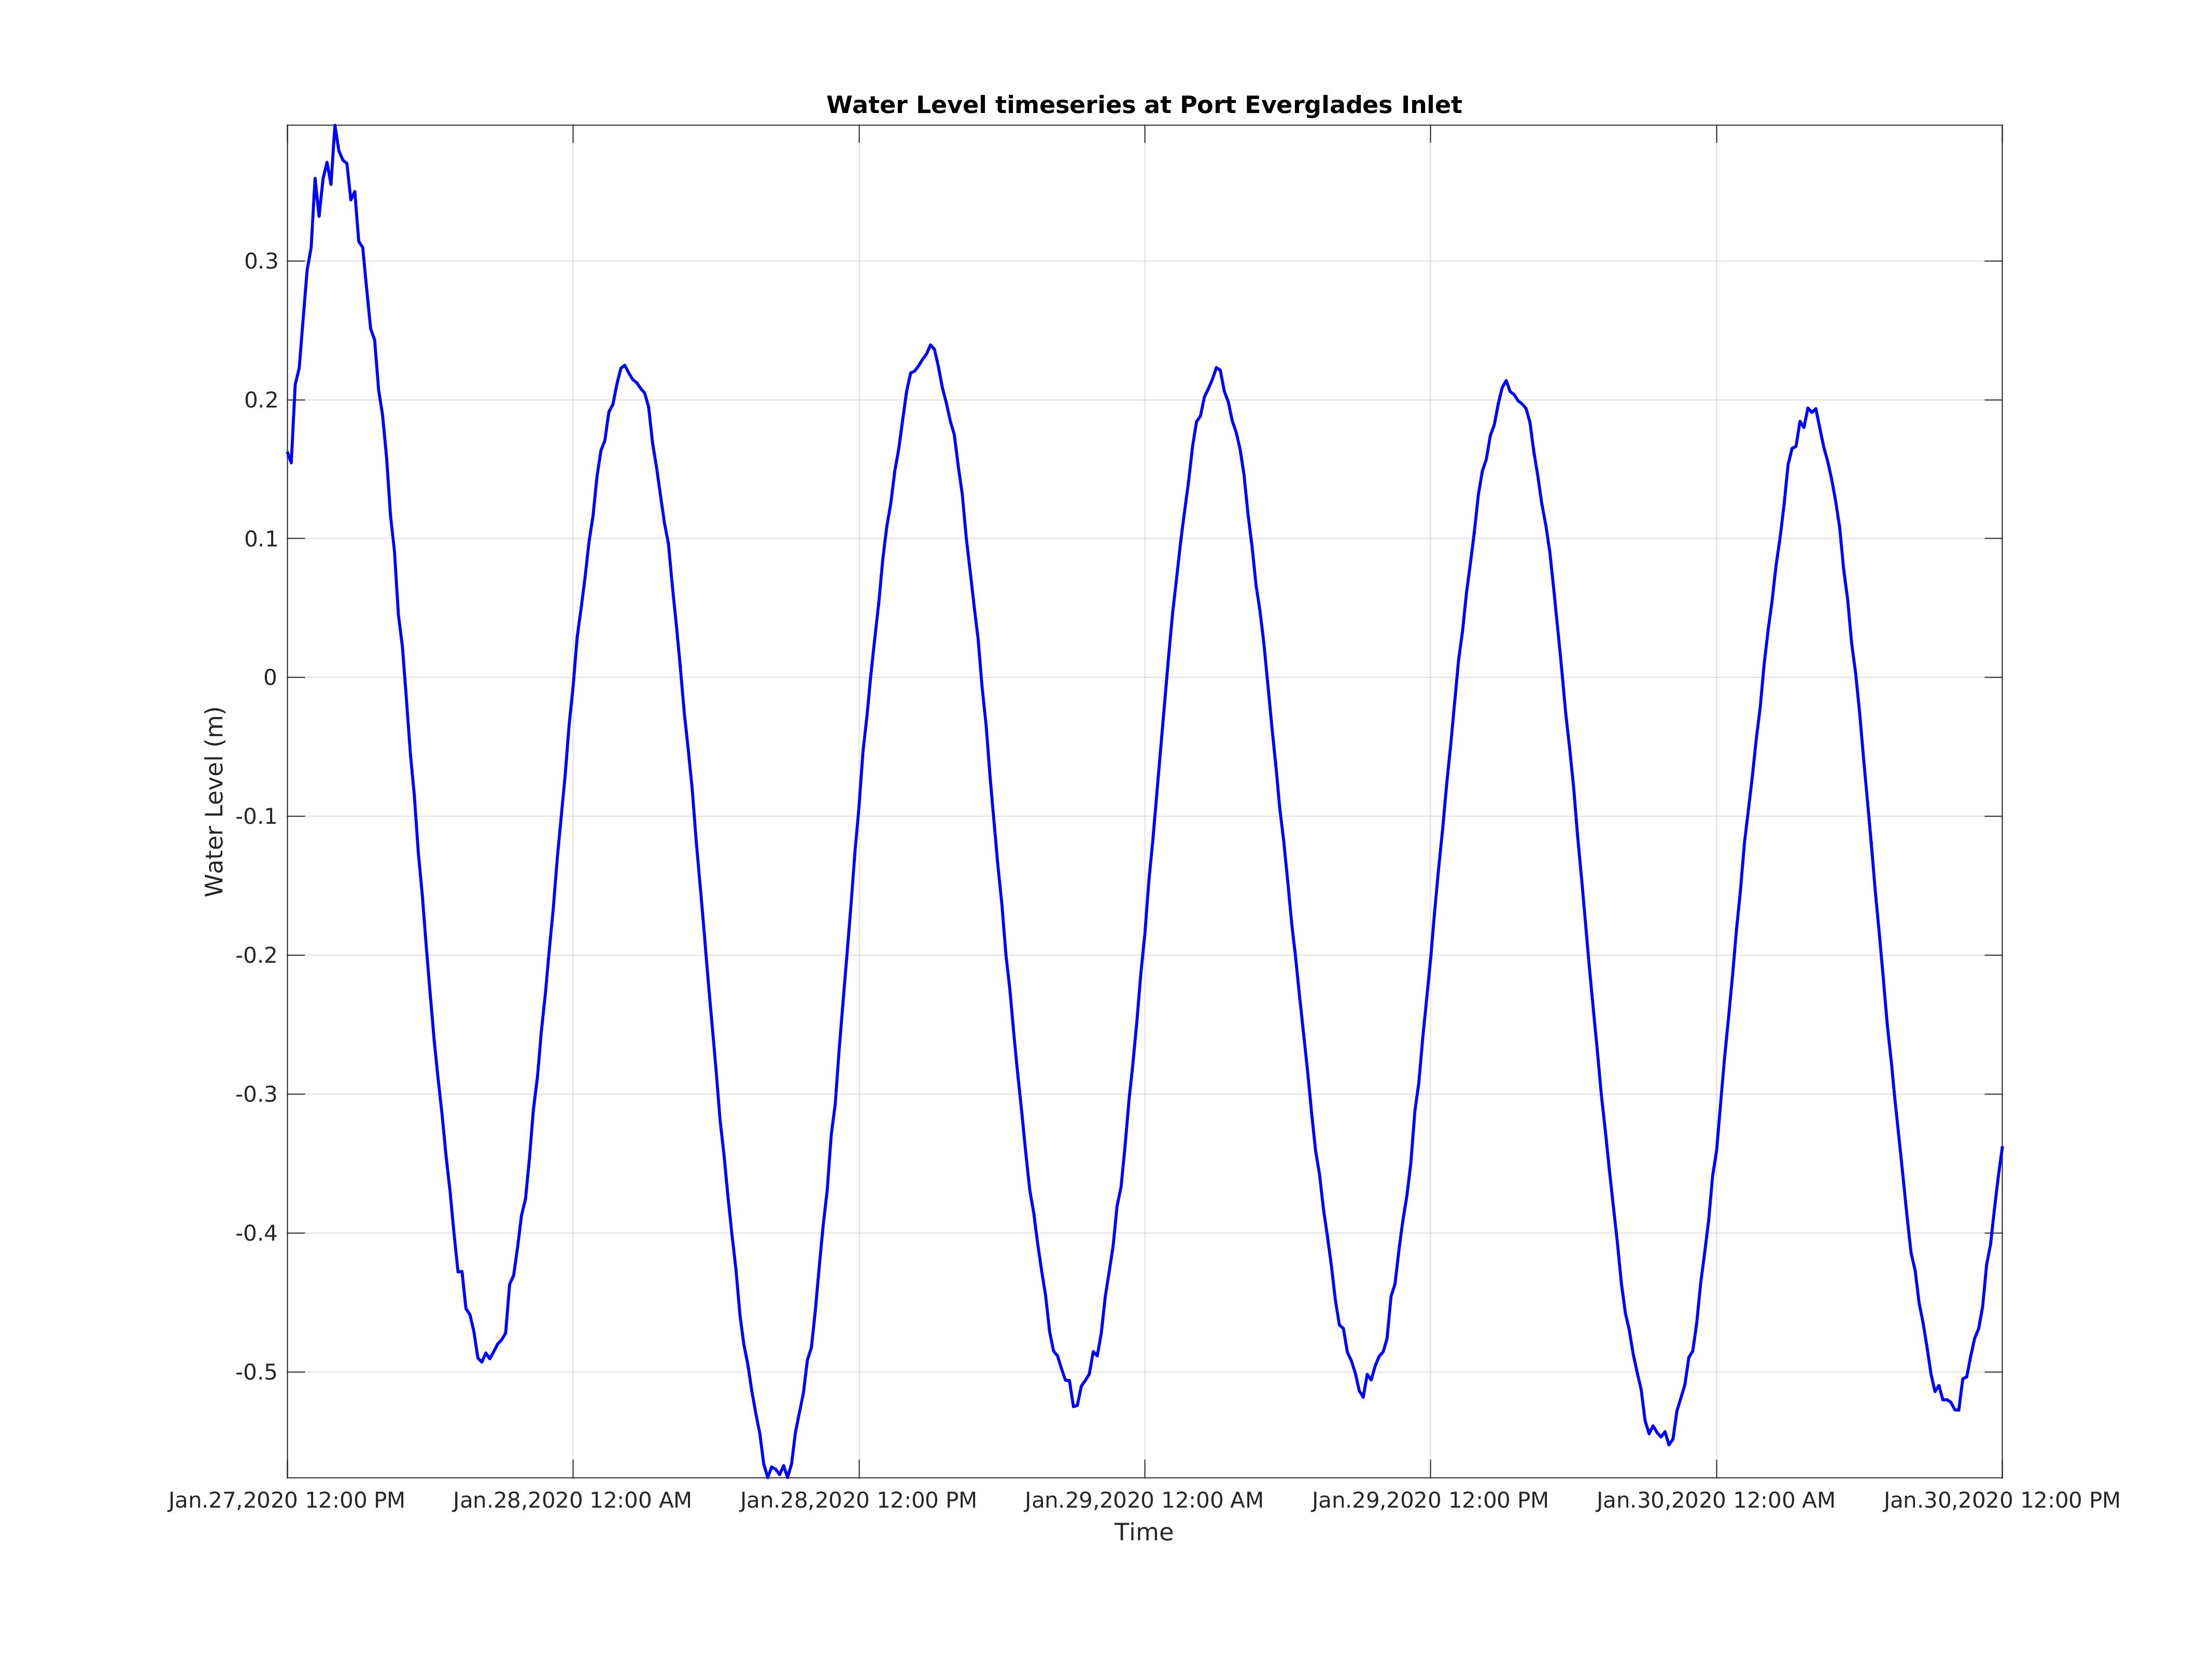 Water Level timeseries at Port Everglades Inlet
Water Level (m)
0.3
0.2
0.1
0
-0.1
-0.2
-0.3
-0.4
-0.5
Jan.27,2020 12:00 PM Jan.28,2020 12:00 AM Jan.28,2020 12:00 PM Jan.29,2020 12:00 AM Jan.29,2020 12:00 PM Jan.30,2020 12:00 AM Jan.30,2020 12:00 PM
Time